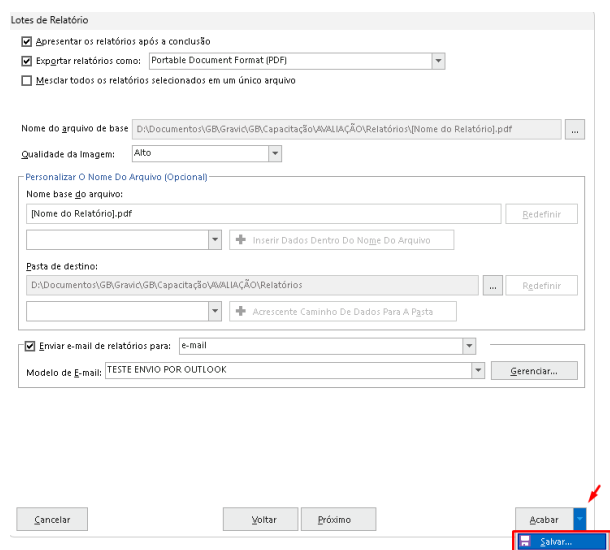 Lotes de Relatório
Apresentar os relatórios após a conclusão
Exportar relatórios como: Portable Document Format (PDF)
Mesclar todos os relatórios selecionados em um único arquivo
Nome do arquivo de base D:\Documentos\GB\Gravic\GB\Capacitação\AVALIAÇÃO\Relatórios\[Nome do Relatório].pdf ...
Qualidade da Imagem: Alto
Personalizar O Nome Do Arquivo (Opcional)
Nome base do arquivo:
[Nome do Relatório].pdf Redefinir
Inserir Dados Dentro Do Nome Do Arquivo
Pasta de destino:
D:\Documentos\GB\Gravic\GB\Capacitação\AVALIAÇÃO\Relatórios ... Redefinir
Acrescente Caminho De Dados Para A Pasta
Enviar e-mail de relatórios para: e-mail
Modelo de E-mail: TESTE ENVIO POR OUTLOOK Gerenciar...
Cancelar Voltar Próximo Acabar
Salvar...